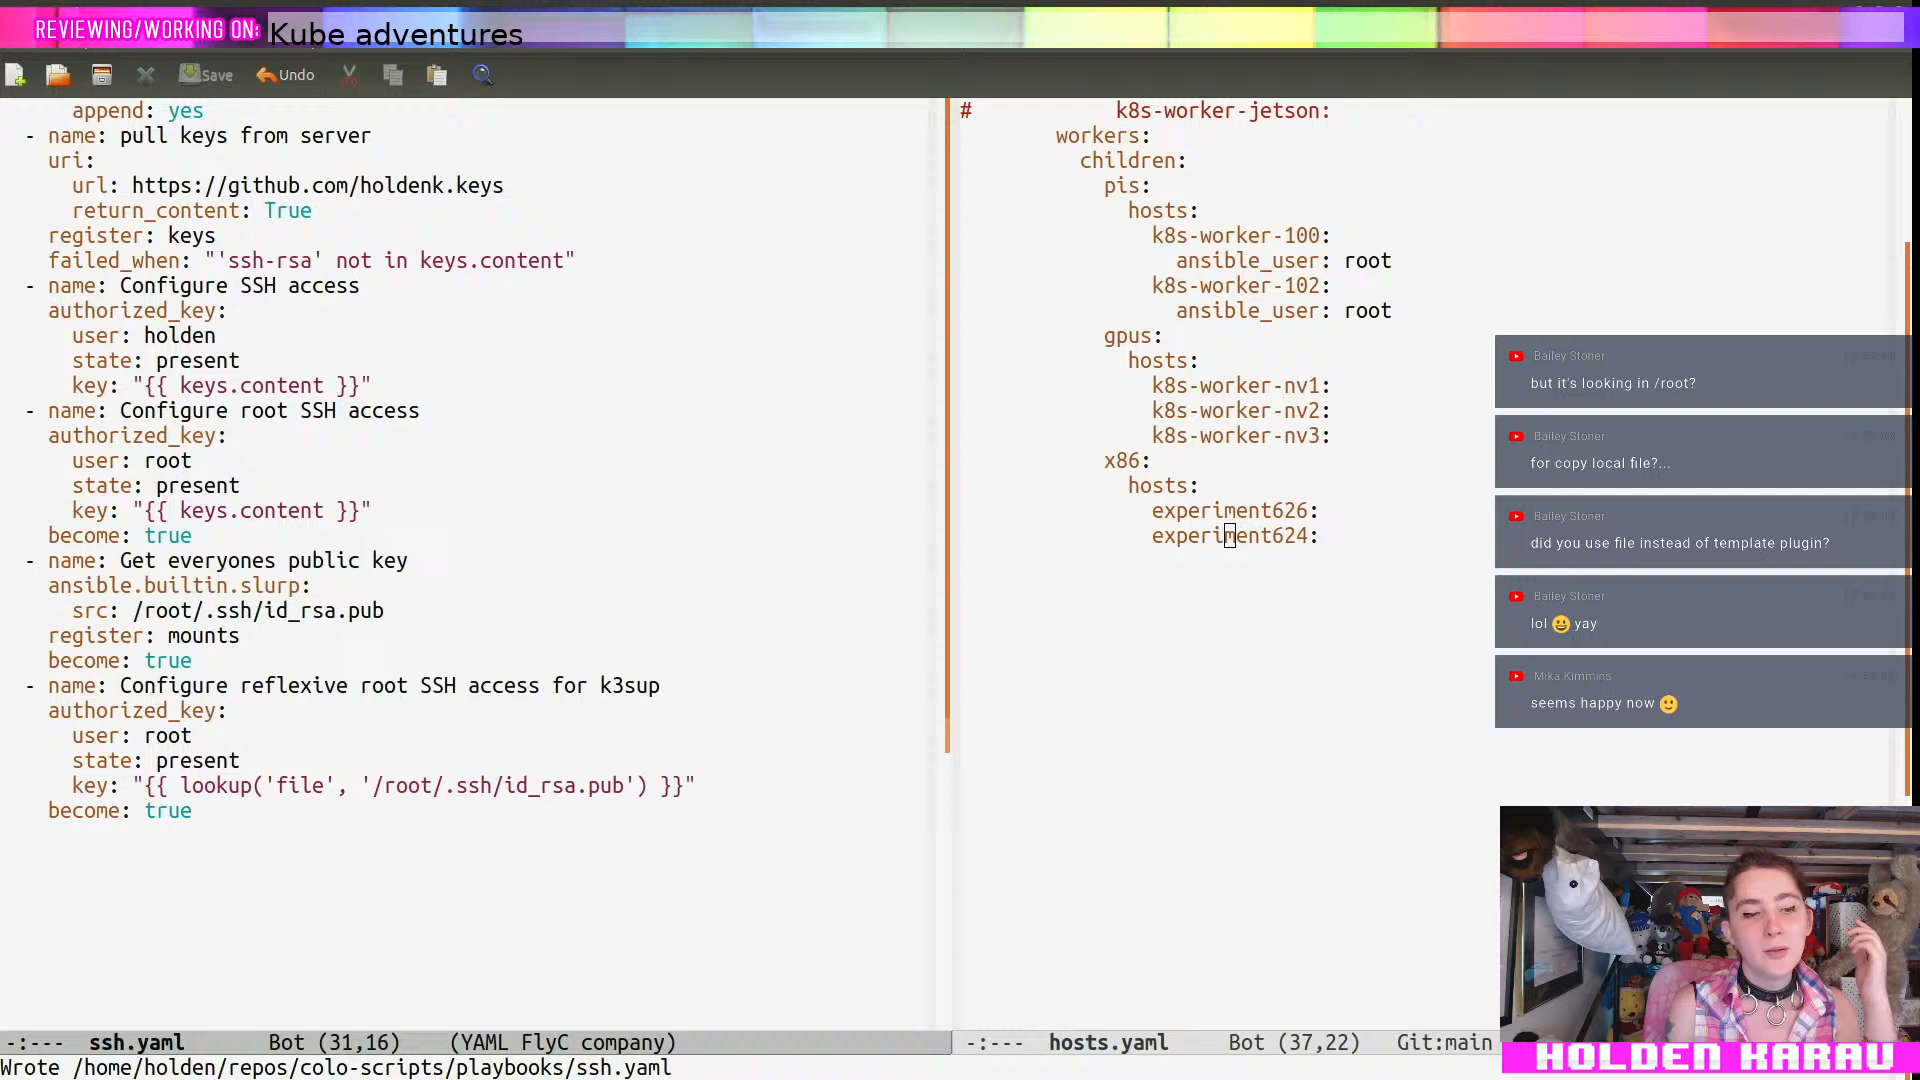 REVIEWING/WORKING ON: Kube adventures
Save Undo
append: yes
- name: pull keys from server
uri:
url: https://github.com/holdenk.keys
return_content: True
register: keys
failed_when: "'ssh-rsa' not in keys.content"
- name: Configure SSH access
authorized_key:
user: holden
state: present
key: "{{ keys.content }}"
- name: Configure root SSH access
authorized_key:
user: root
state: present
key: "{{ keys.content }}"
become: true
- name: Get everyones public key
ansible.builtin.slurp:
src: /root/.ssh/id_rsa.pub
register: mounts
become: true
- name: Configure reflexive root SSH access for k3sup
authorized_key:
user: root
state: present
key: "{{ lookup('file', '/root/.ssh/id_rsa.pub') }}"
become: true
-:--- ssh.yaml Bot (31,16) (YAML FlyC company)
Wrote /home/holden/repos/colo-scripts/playbooks/ssh.yaml
# k8s-worker-jetson:
workers:
children:
pis:
hosts:
k8s-worker-100:
ansible_user: root
k8s-worker-102:
ansible_user: root
gpus:
hosts:
k8s-worker-nv1:
k8s-worker-nv2:
k8s-worker-nv3:
x86:
hosts:
experiment626:
experiment624:
-:--- hosts.yaml Bot (37,22) Git:main
Bailey Stoner
but it's looking in /root?
Bailey Stoner
for copy local file?...
Bailey Stoner
did you use file instead of template plugin?
Bailey Stoner
lol 😀 yay
Mika Kimmins
seems happy now 🙂
HOLDEN KARAU